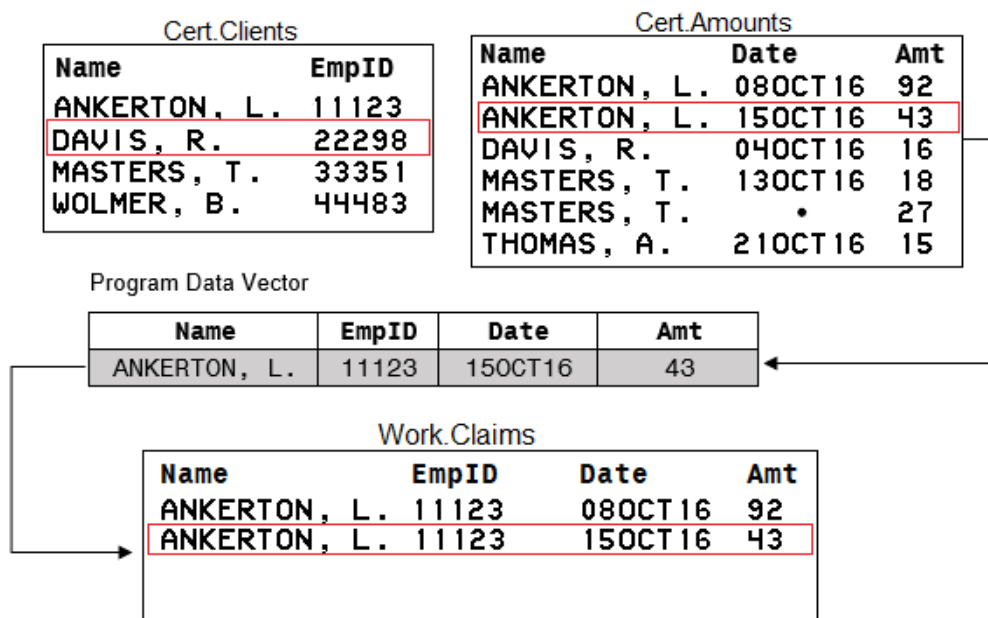 Cert.Clients
Name EmpID
ANKERTON, L. 11123
DAVIS, R. 22298
MASTERS, T. 33351
WOLMER, B. 44483
Cert.Amounts
Name Date Amt
ANKERTON, L. 08OCT16 92
ANKERTON, L. 15OCT16 43
DAVIS, R. 04OCT16 16
MASTERS, T. 13OCT16 18
MASTERS, T. • 27
THOMAS, A. 21OCT16 15
Program Data Vector
Name EmpID Date Amt
ANKERTON, L. 11123 15OCT16 43
Work.Claims
Name EmpID Date Amt
ANKERTON, L. 11123 08OCT16 92
ANKERTON, L. 11123 15OCT16 43